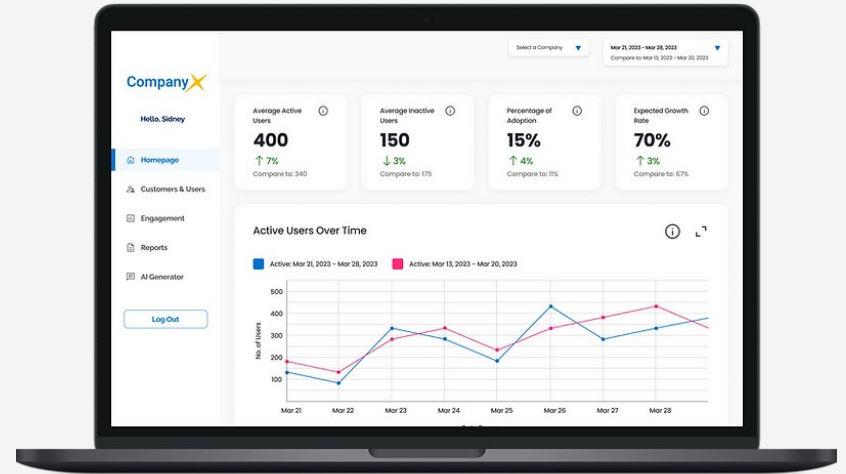 Select a Company
Mar 21, 2023 - Mar 28, 2023
Compare to Mar 13, 2023 - Mar 20, 2023
Company X
Hello, Sidney
Homepage
Customers & Users
Engagement
Reports
AI Generator
Log Out
Average Active
Users
400
↑ 7%
Compare to: 340
Average Inactive
Users
150
↓ 3%
Compare to: 175
Percentage of
Adoption
15%
↑ 4%
Compare to: 11%
Expected Growth
Rate
70%
↑ 3%
Compare to: 67%
Active Users Over Time
Active: Mar 21, 2023 - Mar 28, 2023
Active: Mar 13, 2023 - Mar 20, 2023
No. of Users
500
400
300
200
100
Mar 21
Mar 22
Mar 23
Mar 24
Mar 25
Mar 26
Mar 27
Mar 28